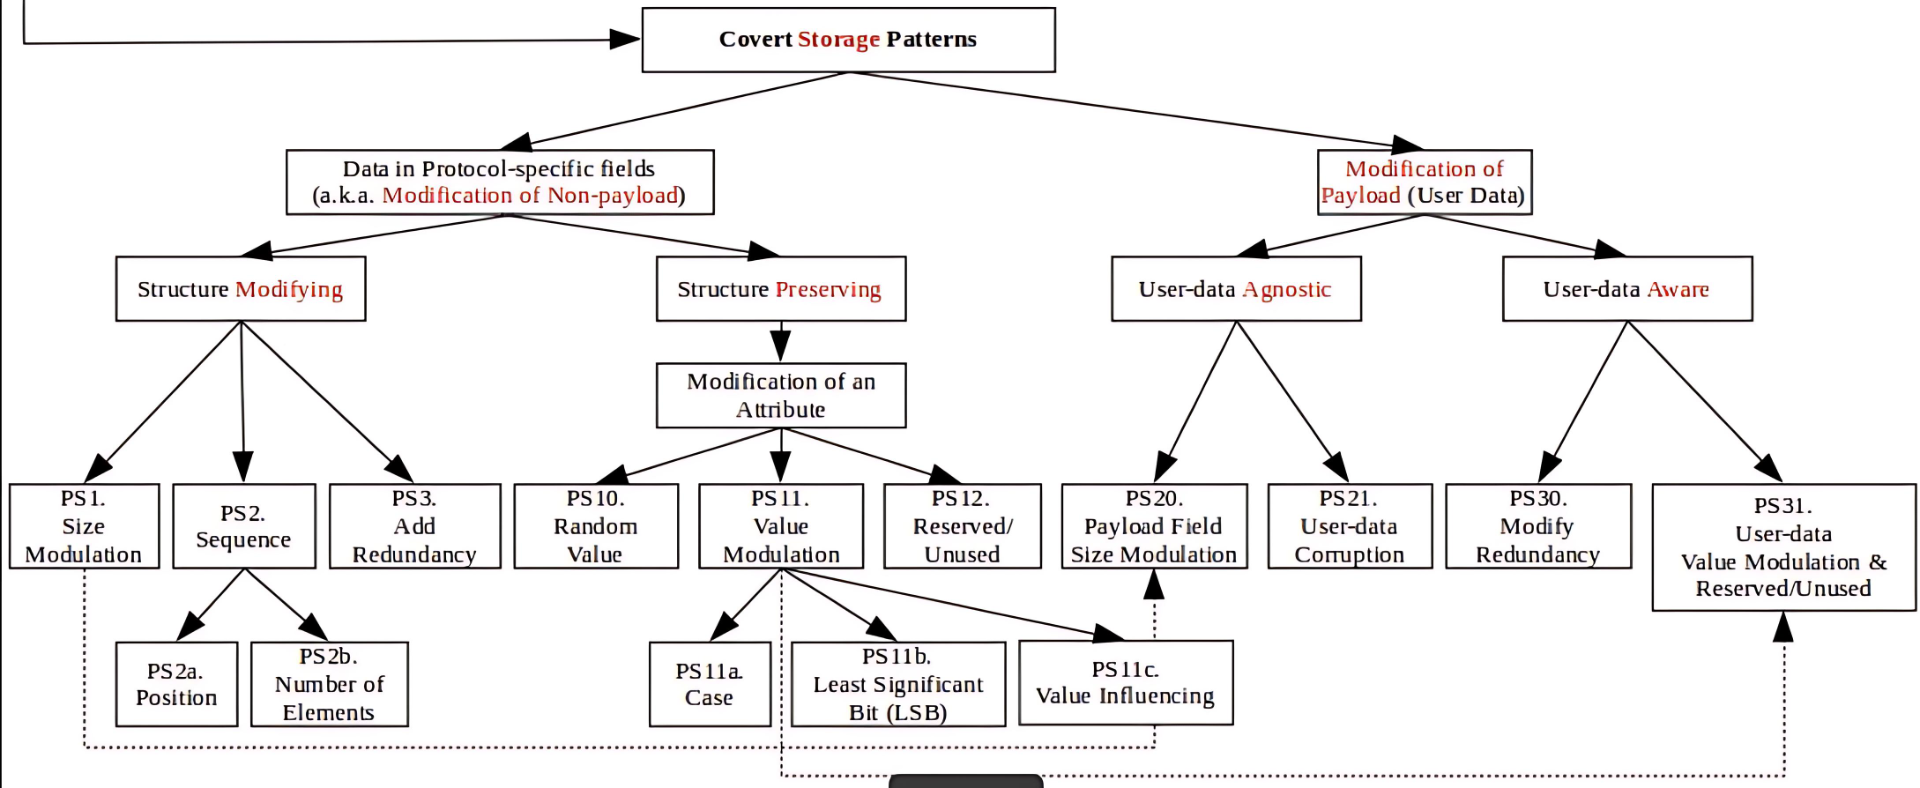 Covert Storage Patterns
Data in Protocol-specific fields
(a.k.a. Modification of Non-payload)
Modification of
Payload (User Data)
Structure Modifying
Structure Preserving
User-data Agnostic
User-data Aware
Modification of an
Attribute
PS1.
Size
Modulation
PS2.
Sequence
PS3.
Add
Redundancy
PS10.
Random
Value
PS11.
Value
Modulation
PS12.
Reserved/
Unused
PS20.
Payload Field
Size Modulation
PS21.
User-data
Corruption
PS30.
Modify
Redundancy
PS31.
User-data
Value Modulation &
Reserved/Unused
PS2a.
Position
PS2b.
Number of
Elements
PS11a.
Case
PS11b.
Least Significant
Bit (LSB)
PS11c.
Value Influencing